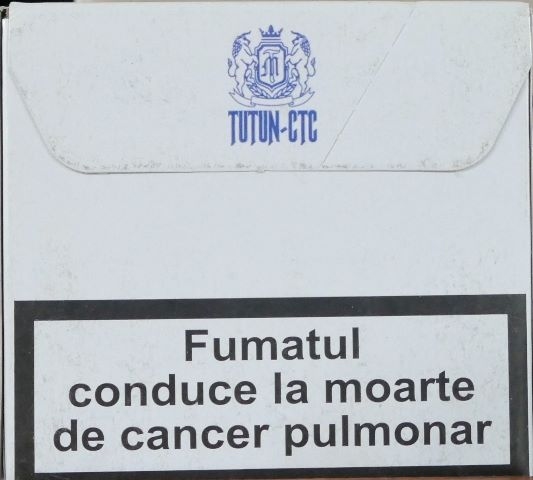 TUTUN-CTC
Fumatul
conduce la moarte
de cancer pulmonar